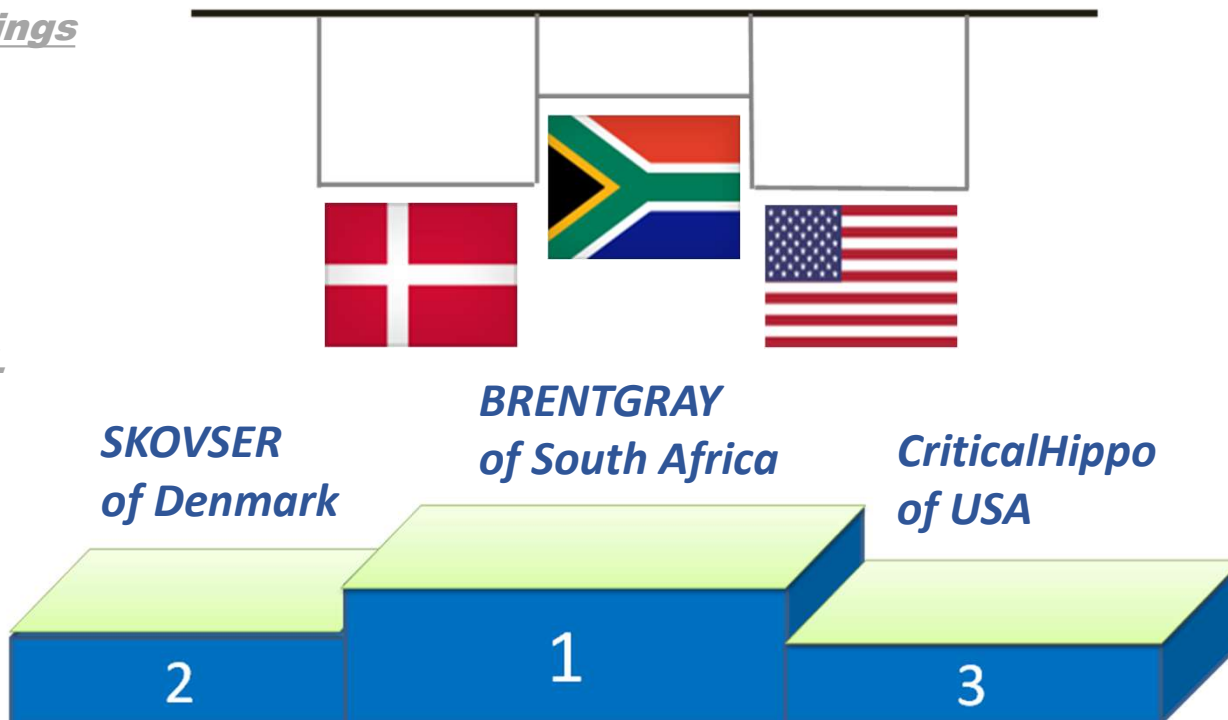 ings
BRENTGRAY
of South Africa
SKOVSER
of Denmark
CriticalHippo
of USA
1
2
3